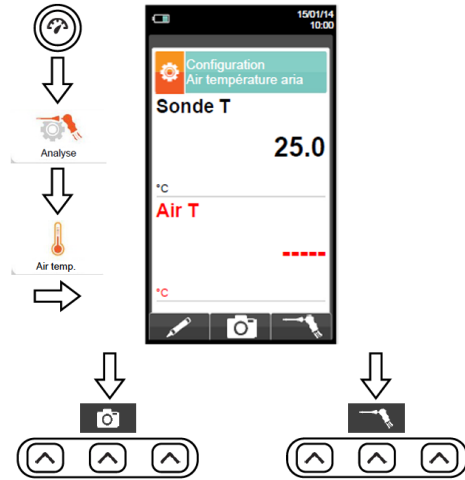 15/01/14
10:00
Configuration
Air température aria
Sonde T
25.0
°C
Air T
-----
°C
Analyse
Air temp.